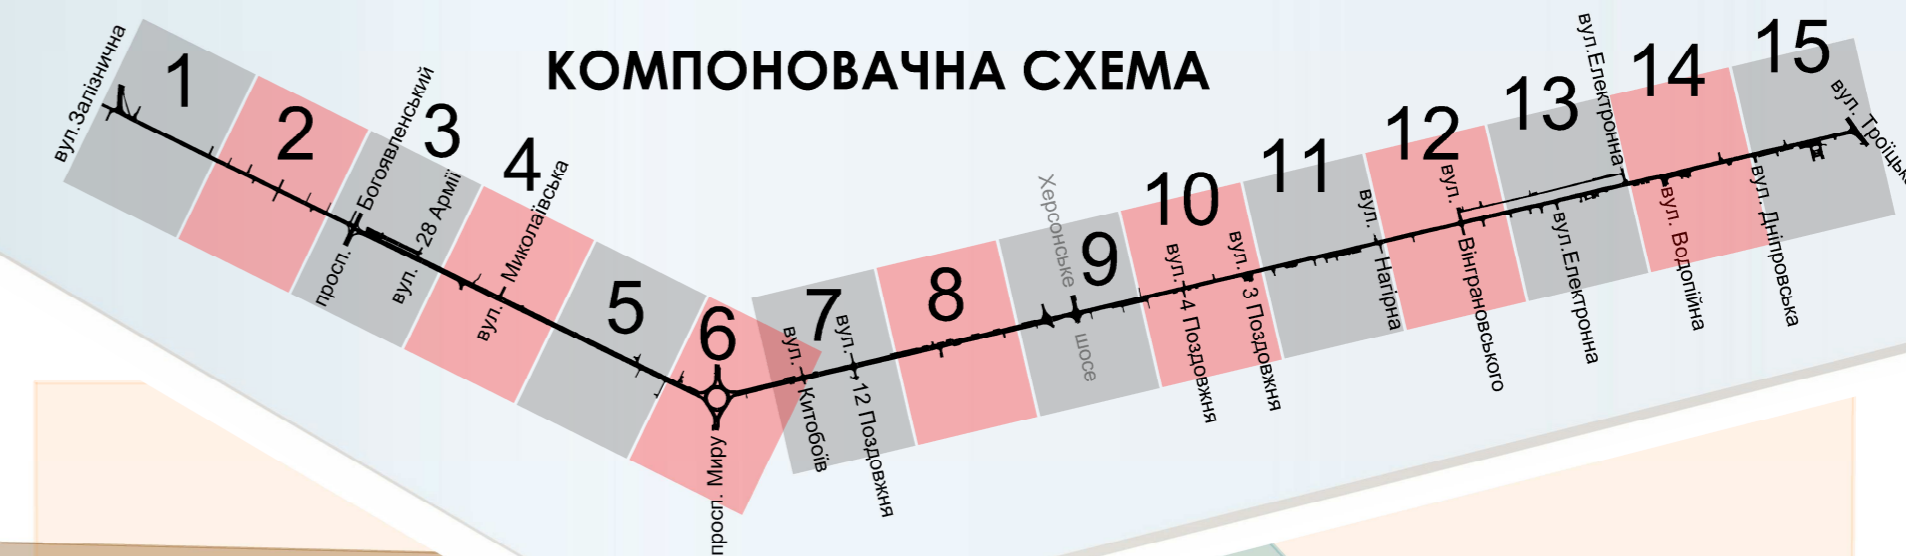 КОМПОНОВАЧНА СХЕМА
1
2
3
4
5
6
7
8
9
10
11
12
13
14
15
вул.Залізнична
просп. Богоявленський
вул. 28 Армії
вул. Миколаївська
просп. Миру
вул. Китобоїв
вул. 12 Поздовжня
Херсонське шосе
вул. 4 Поздовжня
вул. 3 Поздовжня
вул. Нагірна
вул. Вінграновського
вул.Електронна
вул.Електронна
вул. Водопійна
вул. Дніпровська
вул.